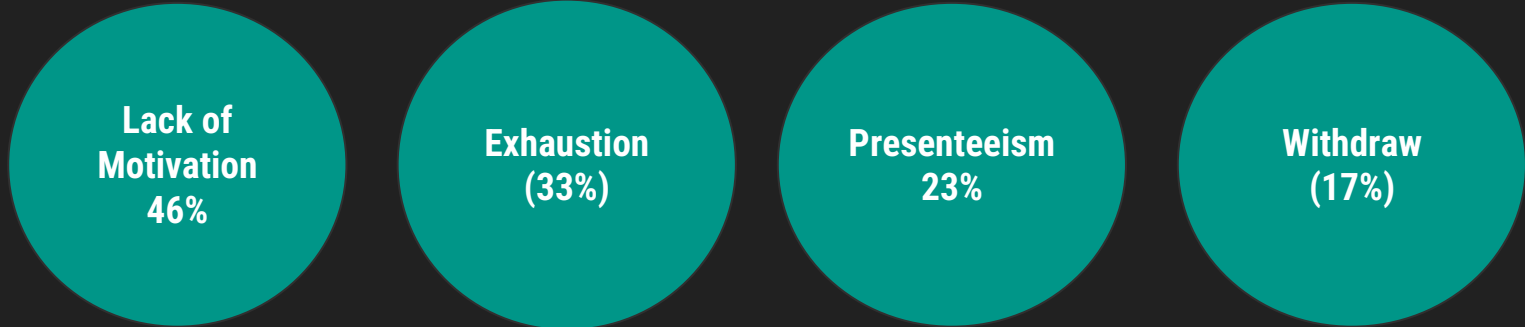 Lack of
Motivation
46%
Exhaustion
(33%)
Presenteeism
23%
Withdraw
(17%)